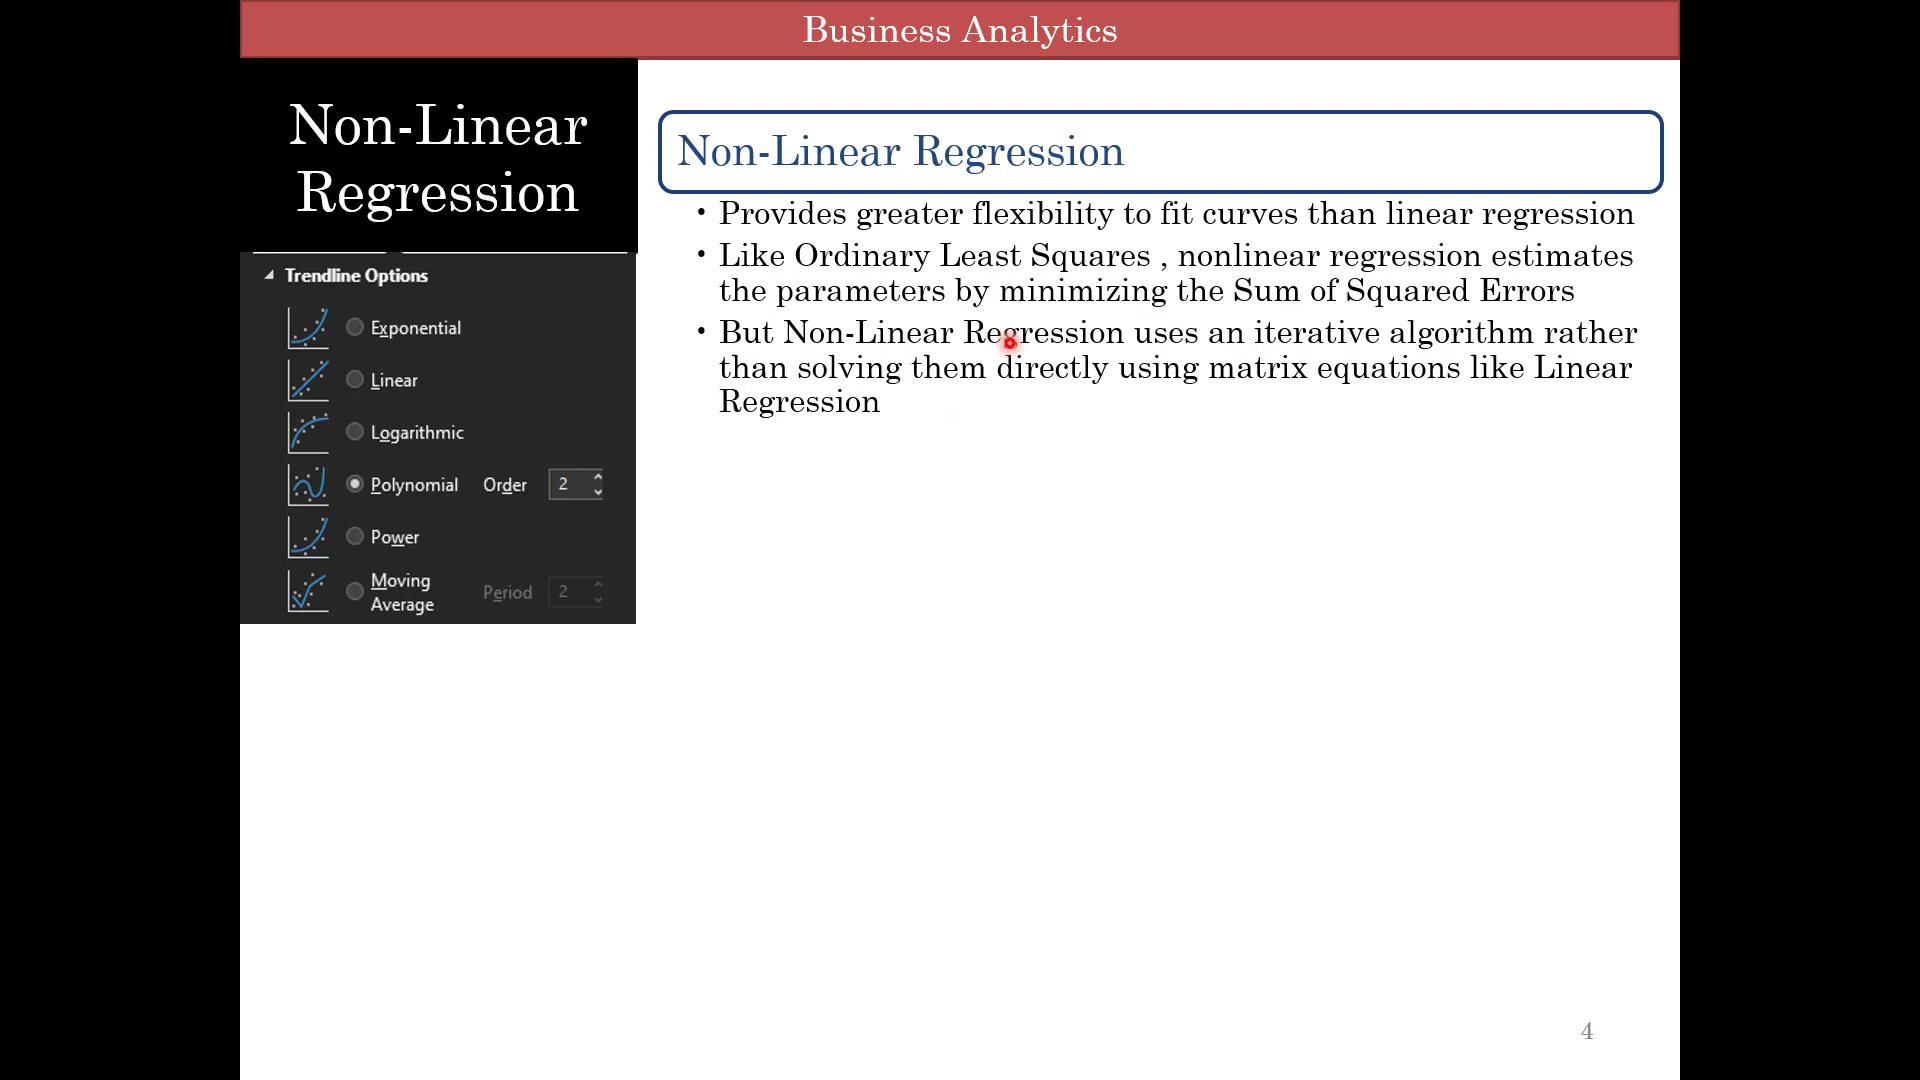 Business Analytics
Non-Linear
Regression
Trendline Options
Exponential
Linear
Logarithmic
Polynomial Order 2
Power
Moving
Average
Period 2
Non-Linear Regression
• Provides greater flexibility to fit curves than linear regression
• Like Ordinary Least Squares , nonlinear regression estimates
the parameters by minimizing the Sum of Squared Errors
• But Non-Linear Regression uses an iterative algorithm rather
than solving them directly using matrix equations like Linear
Regression
4